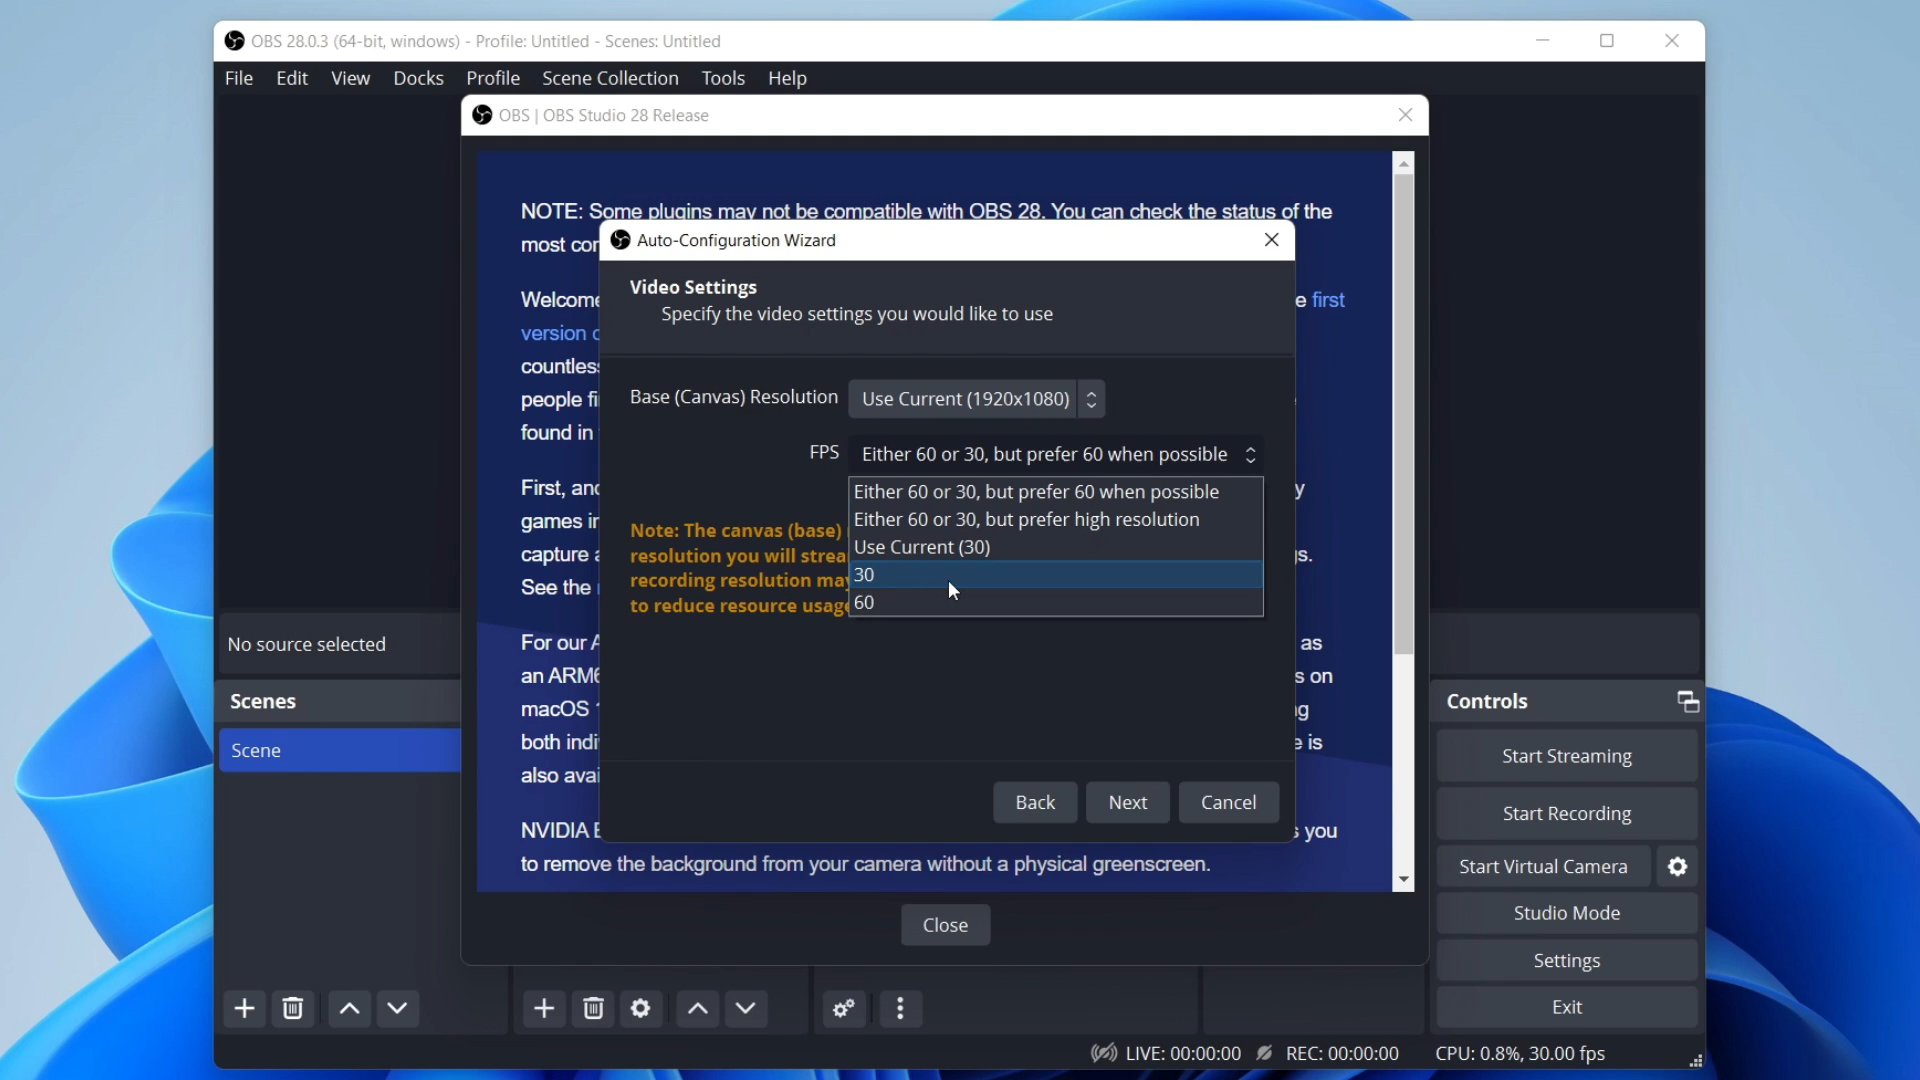 OBS 28.0.3 (64-bit, windows) - Profile: Untitled - Scenes: Untitled
File Edit View Docks Profile Scene Collection Tools Help
OBS | OBS Studio 28 Release
NOTE: Some plugins may not be compatible with OBS 28. You can check the status of the
most
Auto-Configuration Wizard
Video Settings
Specify the video settings you would like to use
Welcome
first
version
countless
people
found in
Base (Canvas) Resolution Use Current (1920x1080)
FPS Either 60 or 30, but prefer 60 when possible
Either 60 or 30, but prefer 60 when possible
Either 60 or 30, but prefer high resolution
Use Current (30)
30
60
First, and
games
capture
See the
Note: The canvas (base)
resolution you will
recording resolution may
to reduce resource usage
For our
as
an
on
macOS
both
is
also
Back Next Cancel
NVIDIA
you
to remove the background from your camera without a physical greenscreen.
Close
No source selected
Scenes
Scene
Controls
Start Streaming
Start Recording
Start Virtual Camera
Studio Mode
Settings
Exit
LIVE: 00:00:00 REC: 00:00:00 CPU: 0.8%, 30.00 fps